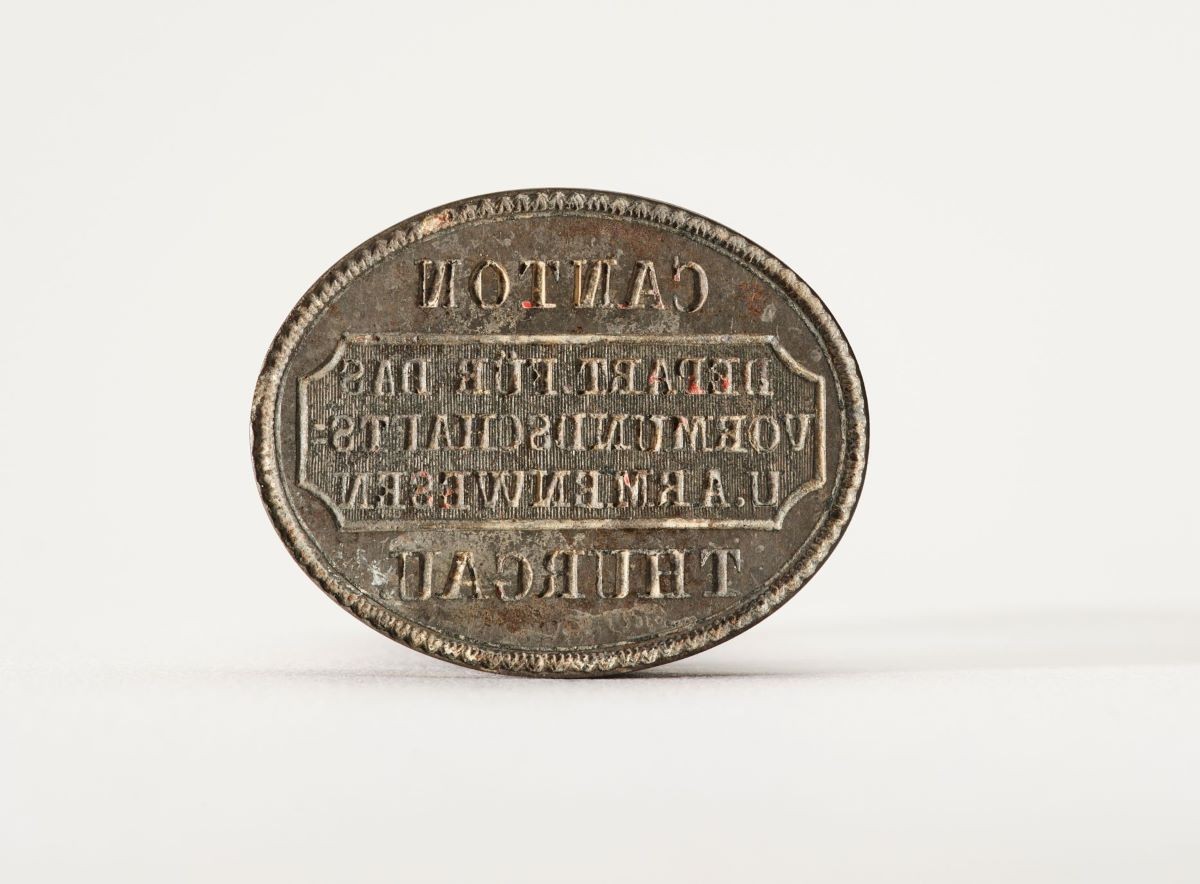 CANTON
DEPART. FÜR DAS
VORMUNDSCHAFTS=
U. ARMENWESEN
THURGAU.